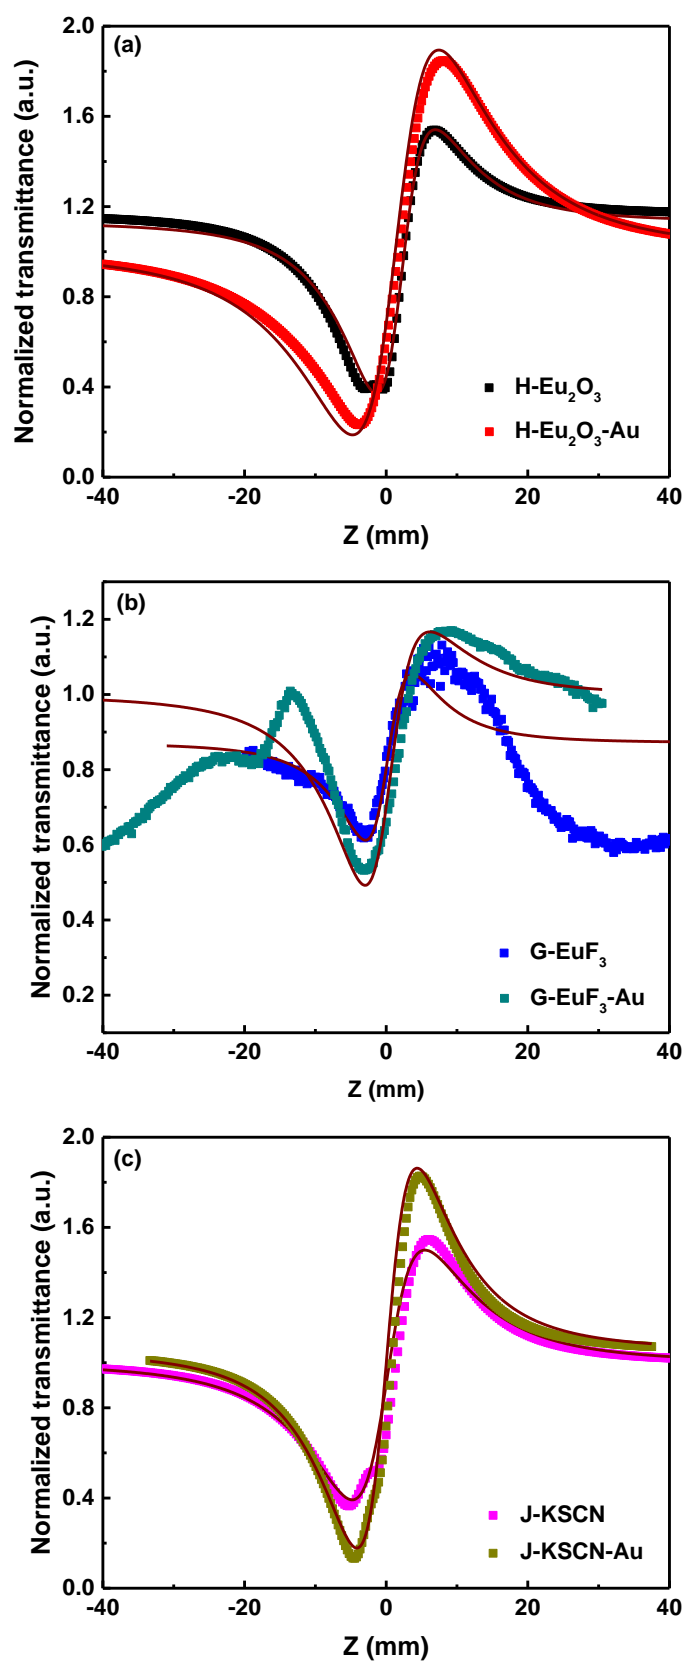 (a)
Normalized transmittance (a.u.)
2.0
1.6
1.2
0.8
0.4
0.0
H-Eu₂O₃
H-Eu₂O₃-Au
-40 -20 0 20 40
Z (mm)
(b)
Normalized transmittance (a.u.)
1.2
1.0
0.8
0.6
0.4
0.2
G-EuF₃
G-EuF₃-Au
-40 -20 0 20 40
Z (mm)
(c)
Normalized transmittance (a.u.)
2.0
1.6
1.2
0.8
0.4
0.0
J-KSCN
J-KSCN-Au
-40 -20 0 20 40
Z (mm)